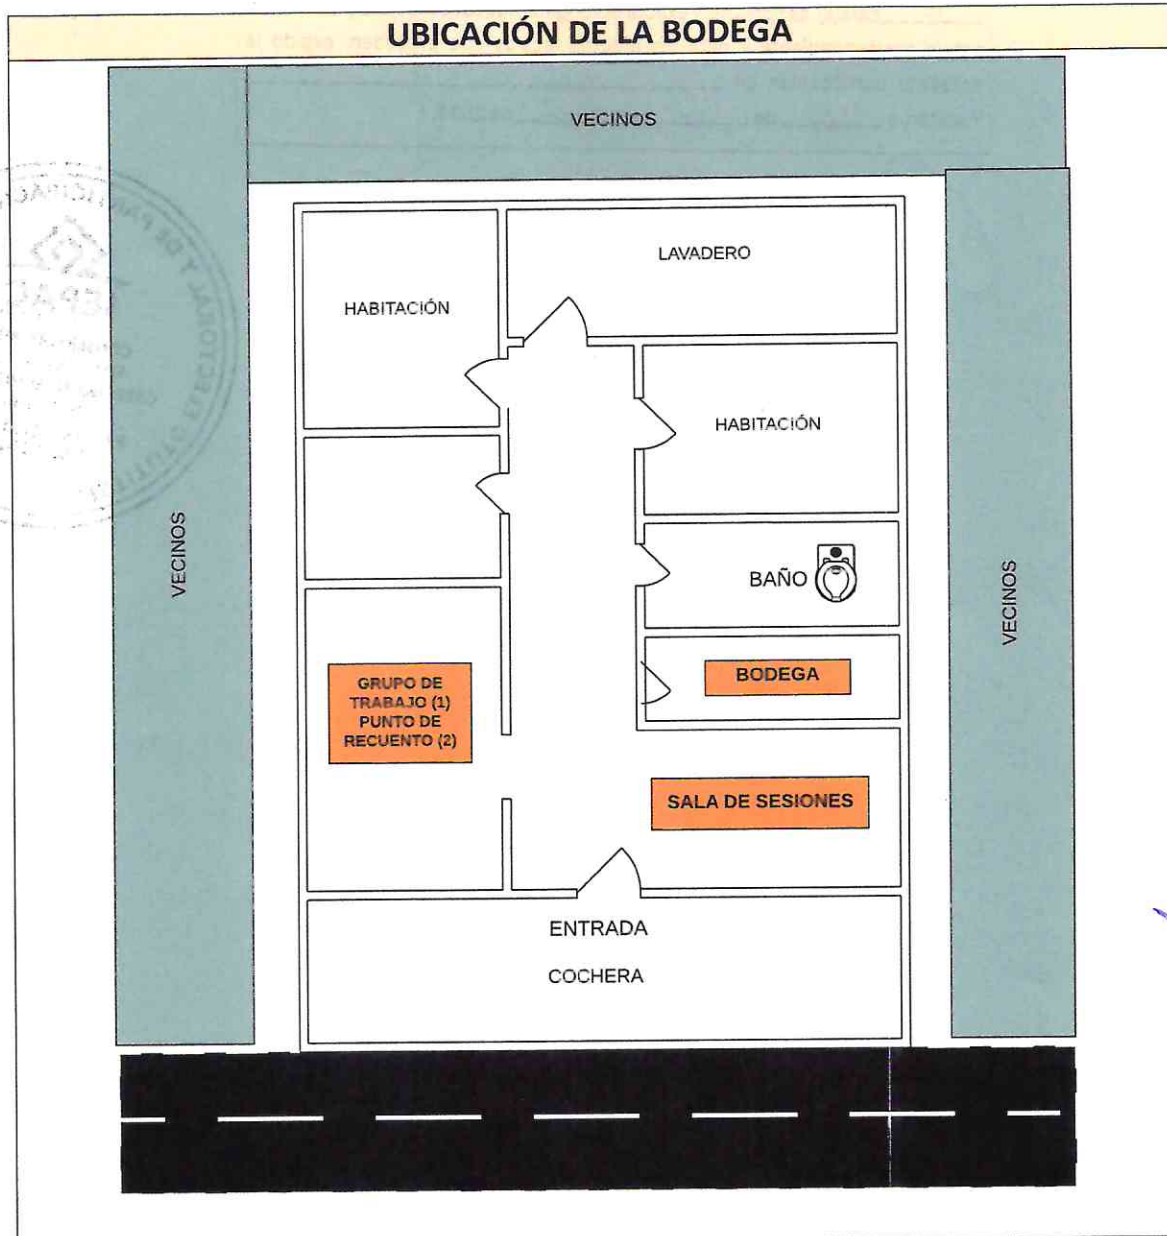 UBICACIÓN DE LA BODEGA
VECINOS
LAVADERO
HABITACIÓN
HABITACIÓN
VECINOS
BAÑO
VECINOS
BODEGA
GRUPO DE
TRABAJO (1)
PUNTO DE
RECUENTO (2)
SALA DE SESIONES
ENTRADA
COCHERA